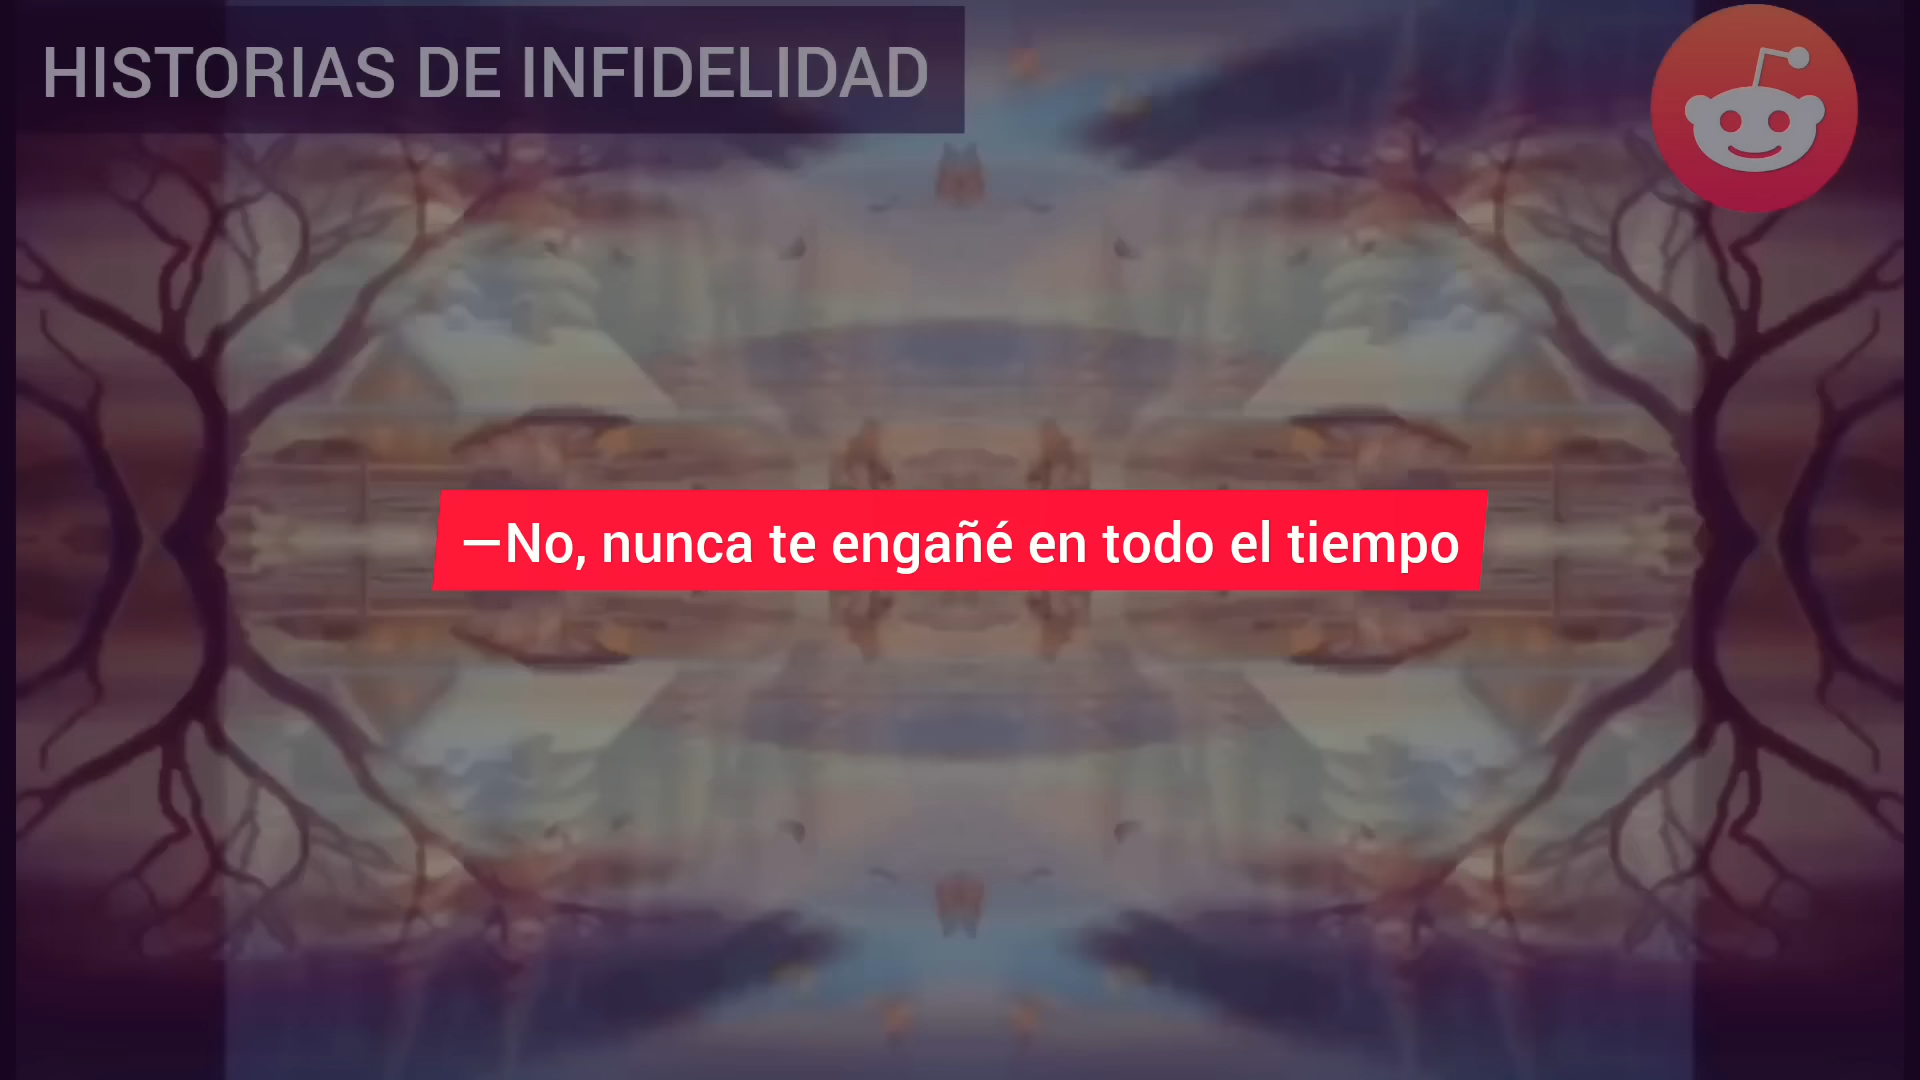 HISTORIAS DE INFIDELIDAD
—No, nunca te engañé en todo el tiempo